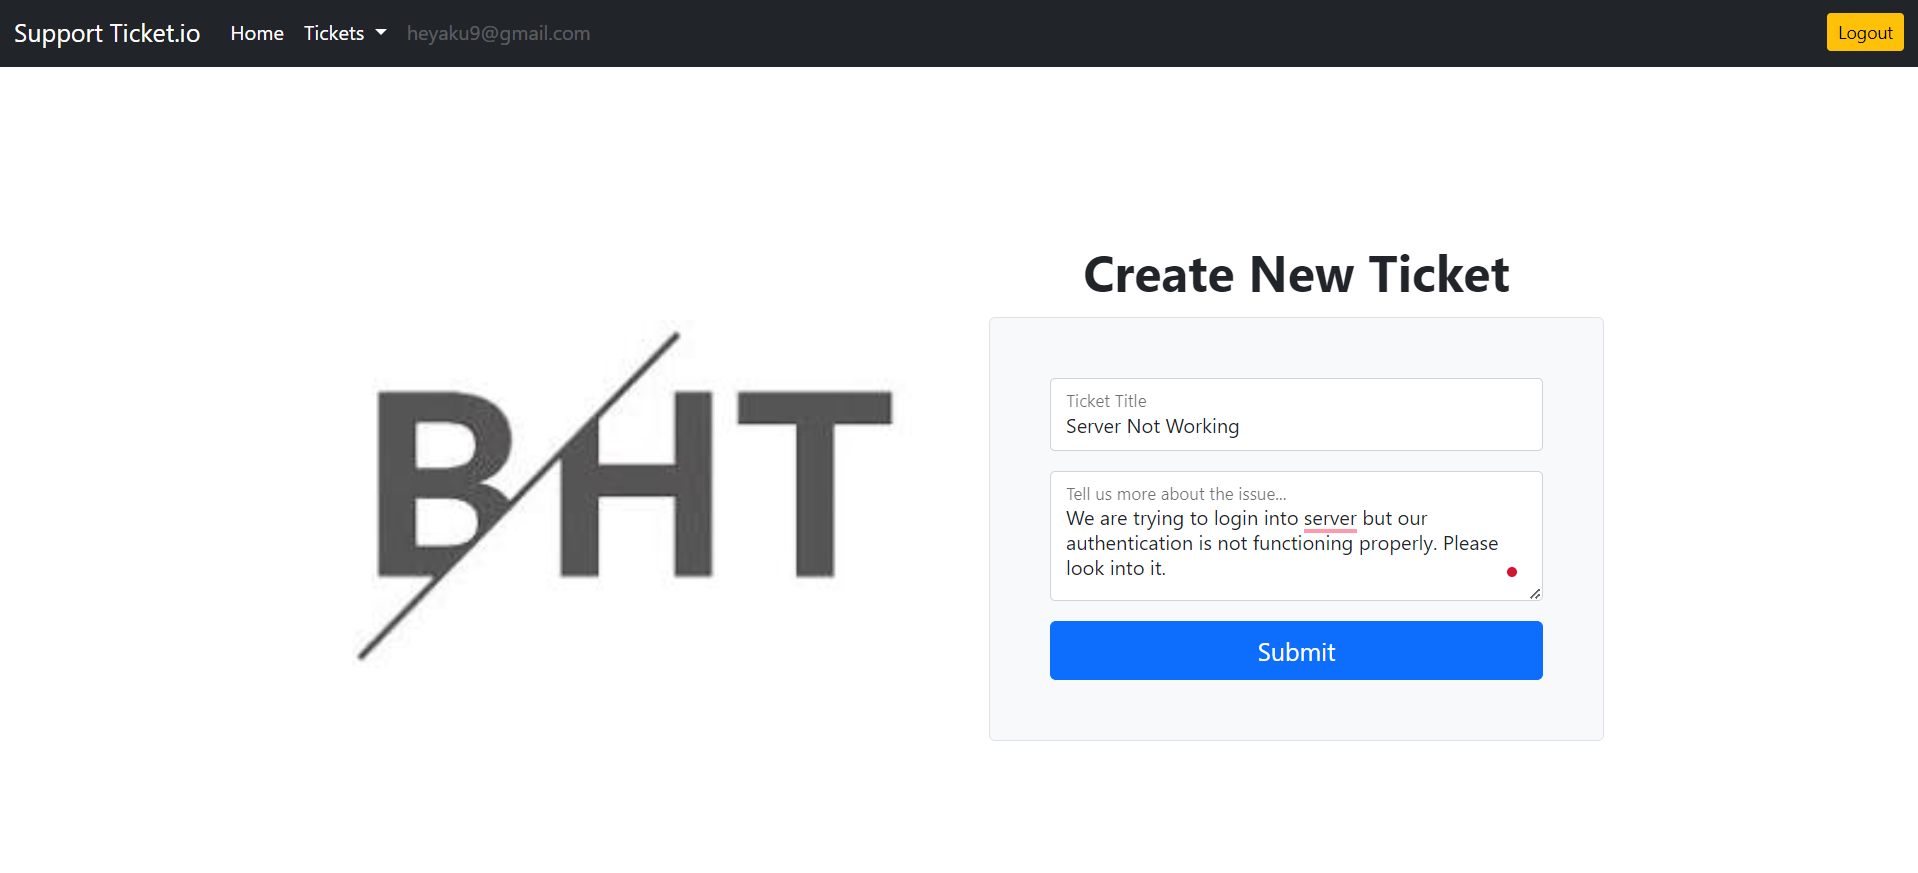 Support Ticket.io Home Tickets heyaku9@gmail.com Logout
BHT
Create New Ticket
Ticket Title
Server Not Working
Tell us more about the issue...
We are trying to login into server but our
authentication is not functioning properly. Please
look into it.
Submit